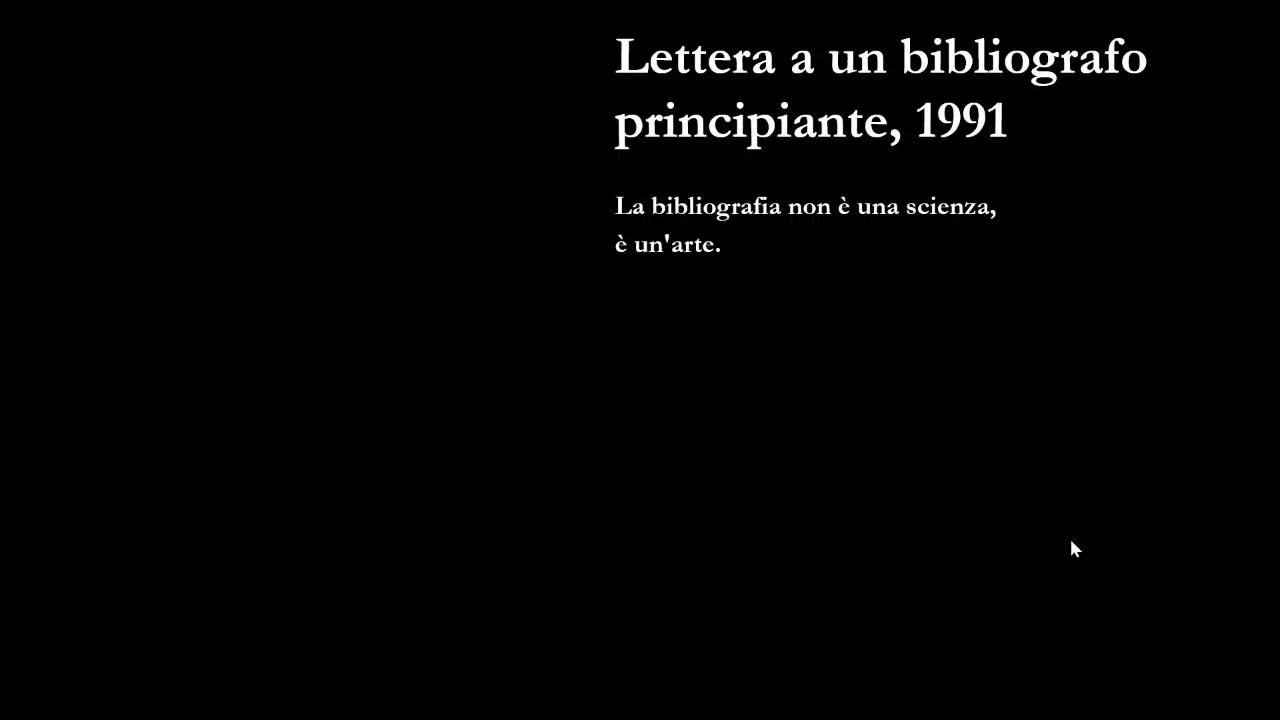 Lettera a un bibliografo
principiante, 1991
La bibliografia non è una scienza,
è un'arte.